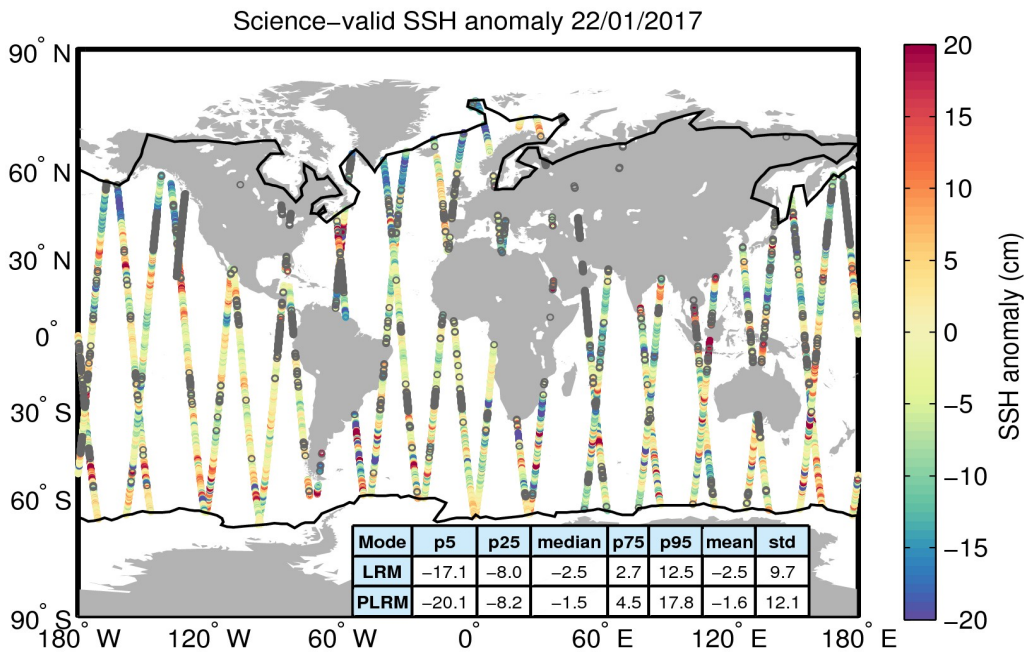 Science−valid SSH anomaly 22/01/2017
90° N
60° N
30° N
0°
30° S
60° S
90° S
180° W 120° W 60° W 0° 60° E 120° E 180° E
Mode p5 p25 median p75 p95 mean std
LRM −17.1 −8.0 −2.5 2.7 12.5 −2.5 9.7
PLRM −20.1 −8.2 −1.5 4.5 17.8 −1.6 12.1
20
15
10
5
0
−5
−10
−15
−20
SSH anomaly (cm)